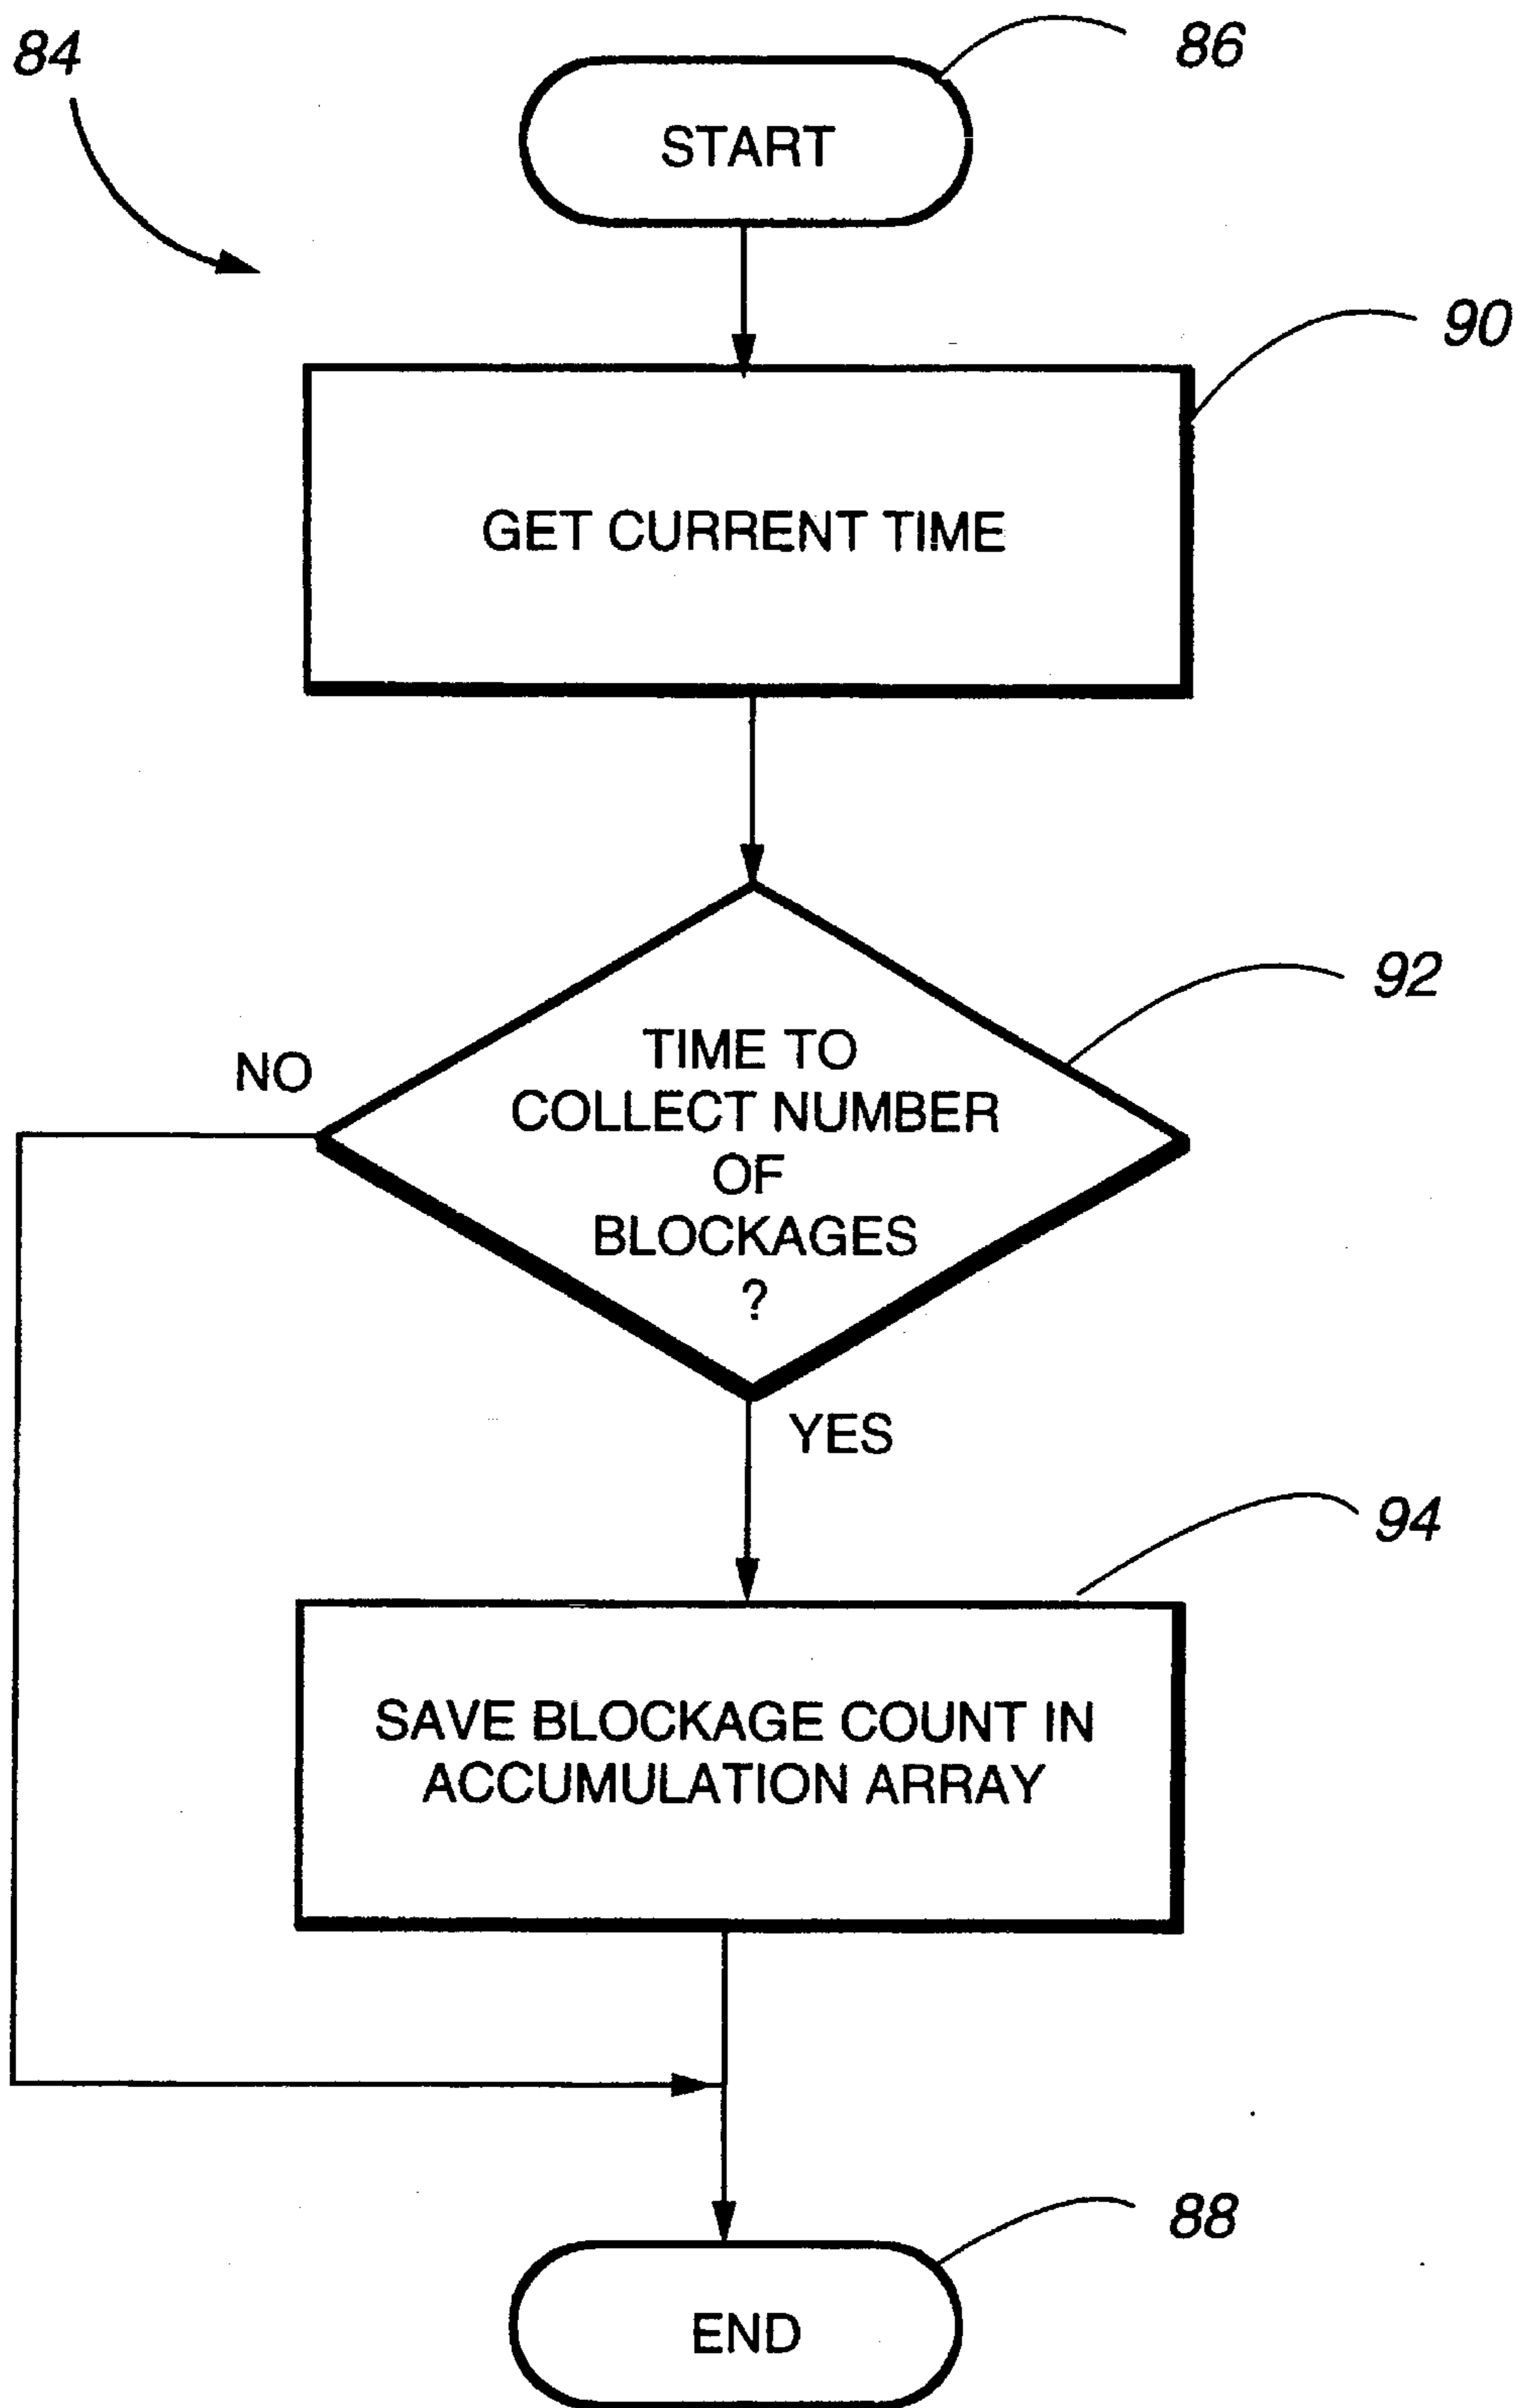 84
86
START
90
GET CURRENT TIME
92
NO
TIME TO
COLLECT NUMBER
OF
BLOCKAGES
?
YES
94
SAVE BLOCKAGE COUNT IN
ACCUMULATION ARRAY
88
END